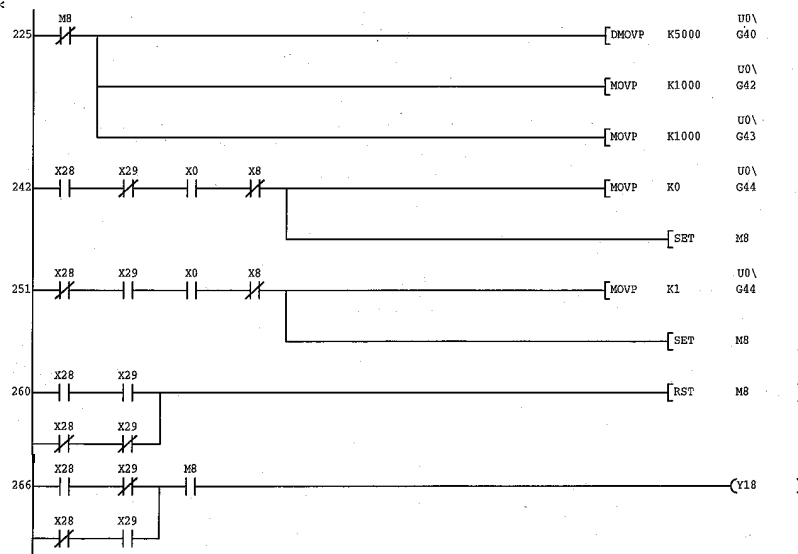 M8 U0\
225 DMOVP K5000 G40
U0\
MOVP K1000 G42
U0\
MOVP K1000 G43
X28 X29 X0 X8 U0\
242 MOVP K0 G44
SET M8
X28 X29 X0 X8 U0\
251 MOVP K1 G44
SET M8
X28 X29
260 RST M8
X28 X29
X28 X29 M8
266 Y18
X28 X29